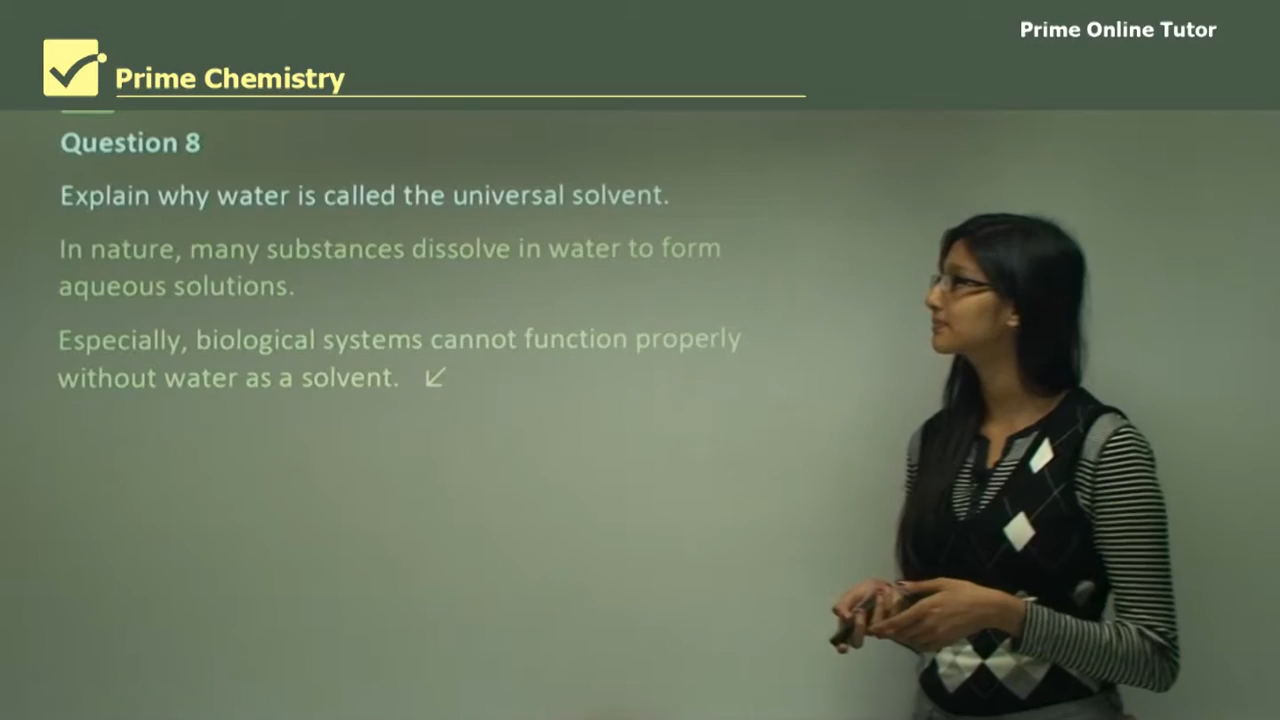 Prime Online Tutor
Prime Chemistry
Question 8
Explain why water is called the universal solvent.
In nature, many substances dissolve in water to form
aqueous solutions.
Especially, biological systems cannot function properly
without water as a solvent.